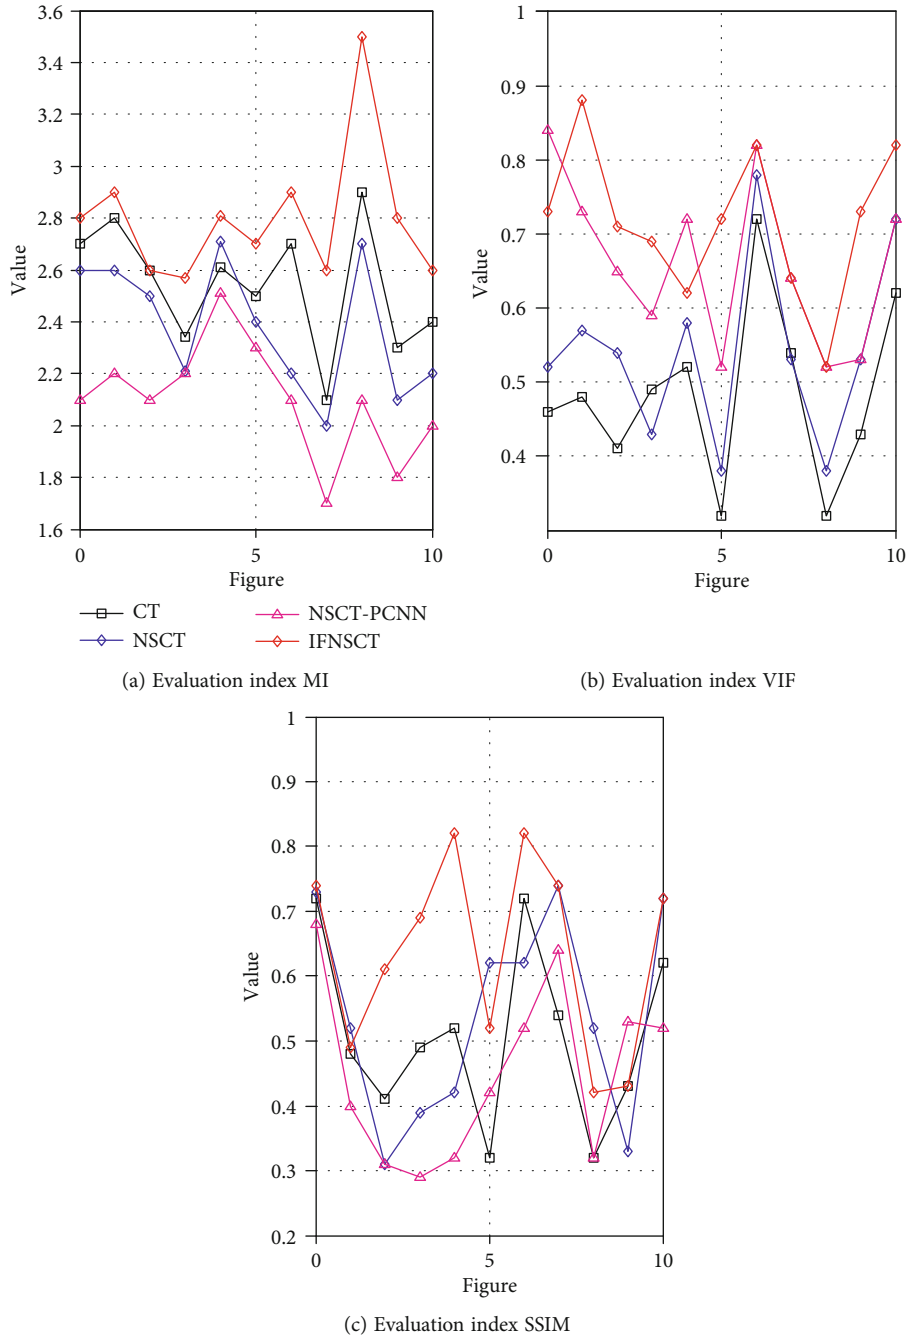 3.6
3.4
3.2
3
2.8
2.6
2.4
2.2
2
1.8
1.6
Value
0
5
10
Figure
CT
NSCT
NSCT-PCNN
IFNSCT
(a) Evaluation index MI
1
0.9
0.8
0.7
0.6
0.5
0.4
Value
0
5
10
Figure
(b) Evaluation index VIF
1
0.9
0.8
0.7
0.6
0.5
0.4
0.3
0.2
Value
0
5
10
Figure
(c) Evaluation index SSIM